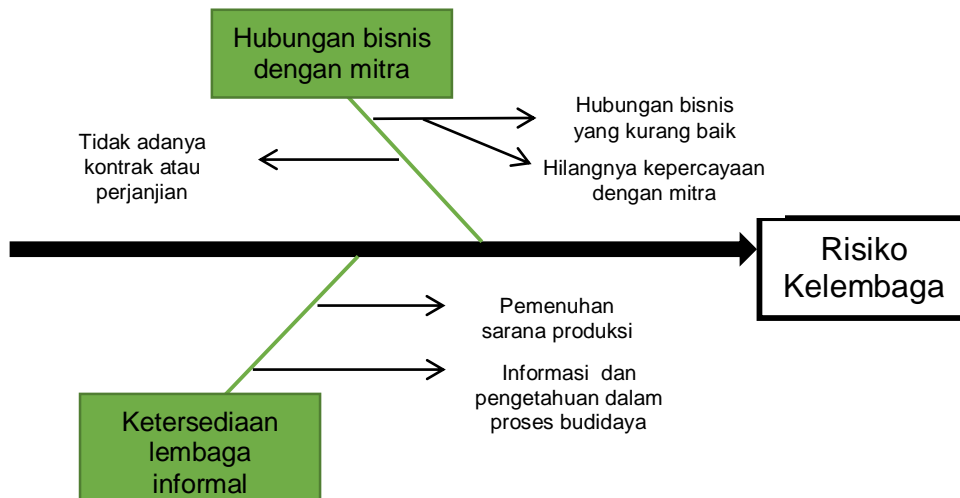 Hubungan bisnis
dengan mitra
Hubungan bisnis
yang kurang baik
Tidak adanya
kontrak atau
perjanjian
Hilangnya kepercayaan
dengan mitra
Risiko
Kelembaga
Pemenuhan
sarana produksi
Informasi dan
pengetahuan dalam
proses budidaya
Ketersediaan
lembaga
informal